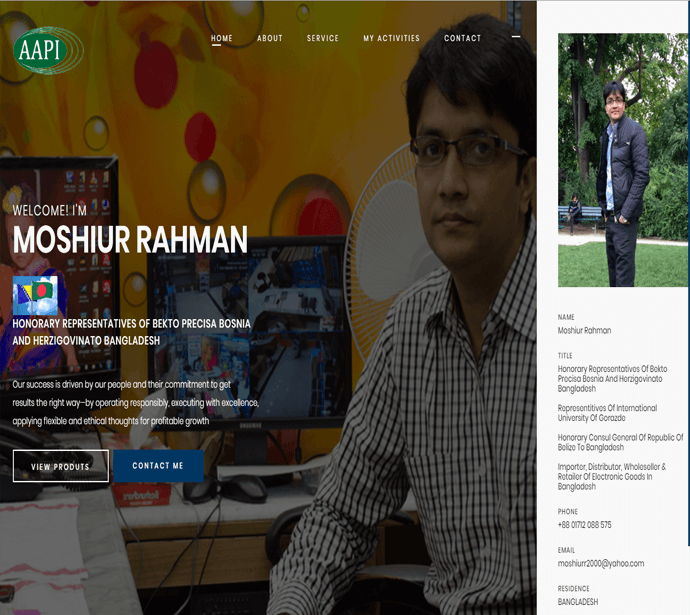 AAPI
HOME ABOUT SERVICE MY ACTIVITIES CONTACT
WELCOME! I'M
MOSHIUR RAHMAN
HONORARY REPRESENTATIVES OF BEKTO PRECISA BOSNIA
AND HERZIGOVINATO BANGLADESH
Our success is driven by our people and their commitment to get
results the right way—by operating responsibly, executing with excellence,
applying flexible and ethical thoughts for profitable growth
VIEW PRODUTS
CONTACT ME
NAME
Moshiur Rahman
TITLE
Honorary Representatives Of Bekto
Precisa Bosnia And Herzigovinato
Bangladesh
Representitives Of International
University Of Gorazde
Honorary Consul General Of Republic Of
Belize To Bangladesh
Importer, Distributor, Wholeseller &
Retailer Of Electronic Goods In
Bangladesh
PHONE
+88 01712 088 575
EMAIL
moshiurr2000@yahoo.com
RESIDENCE
BANGLADESH